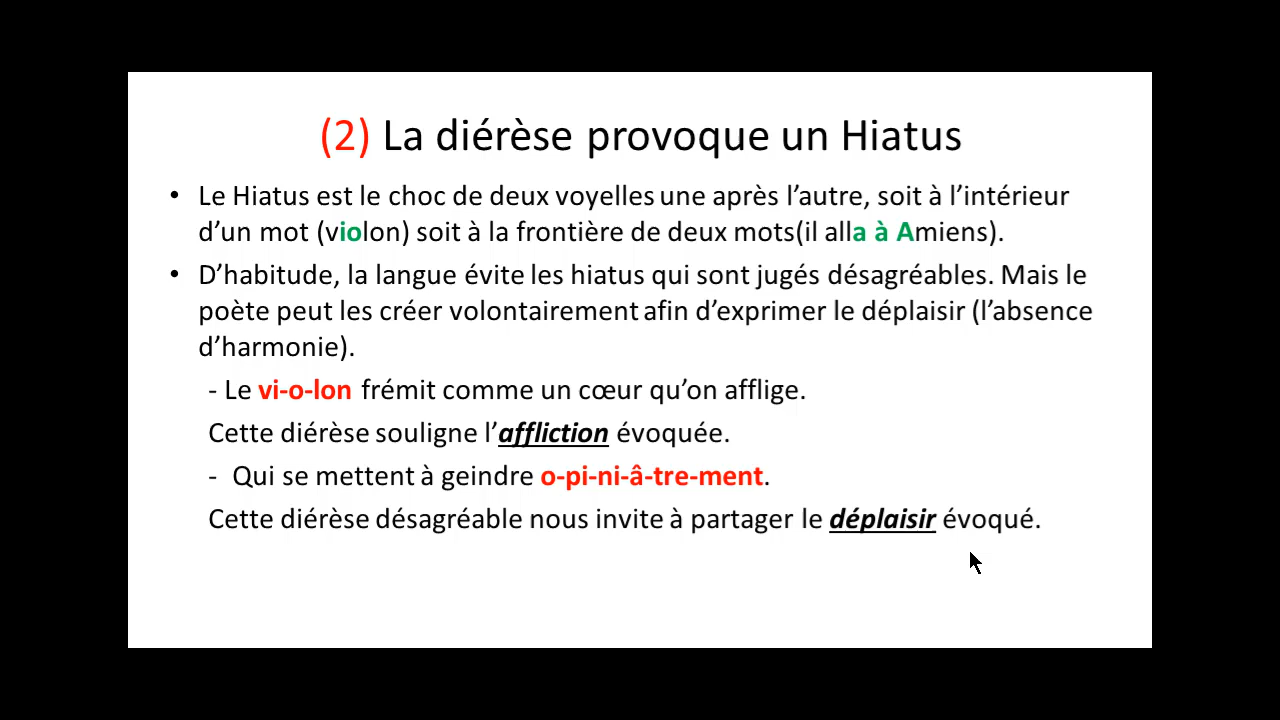 (2) La diérèse provoque un Hiatus
• Le Hiatus est le choc de deux voyelles une après l’autre, soit à l’intérieur
d’un mot (violon) soit à la frontière de deux mots(il alla à Amiens).
• D’habitude, la langue évite les hiatus qui sont jugés désagréables. Mais le
poète peut les créer volontairement afin d’exprimer le déplaisir (l’absence
d’harmonie).
- Le vi-o-lon frémit comme un cœur qu’on afflige.
Cette diérèse souligne l’affliction évoquée.
- Qui se mettent à geindre o-pi-ni-â-tre-ment.
Cette diérèse désagréable nous invite à partager le déplaisir évoqué.